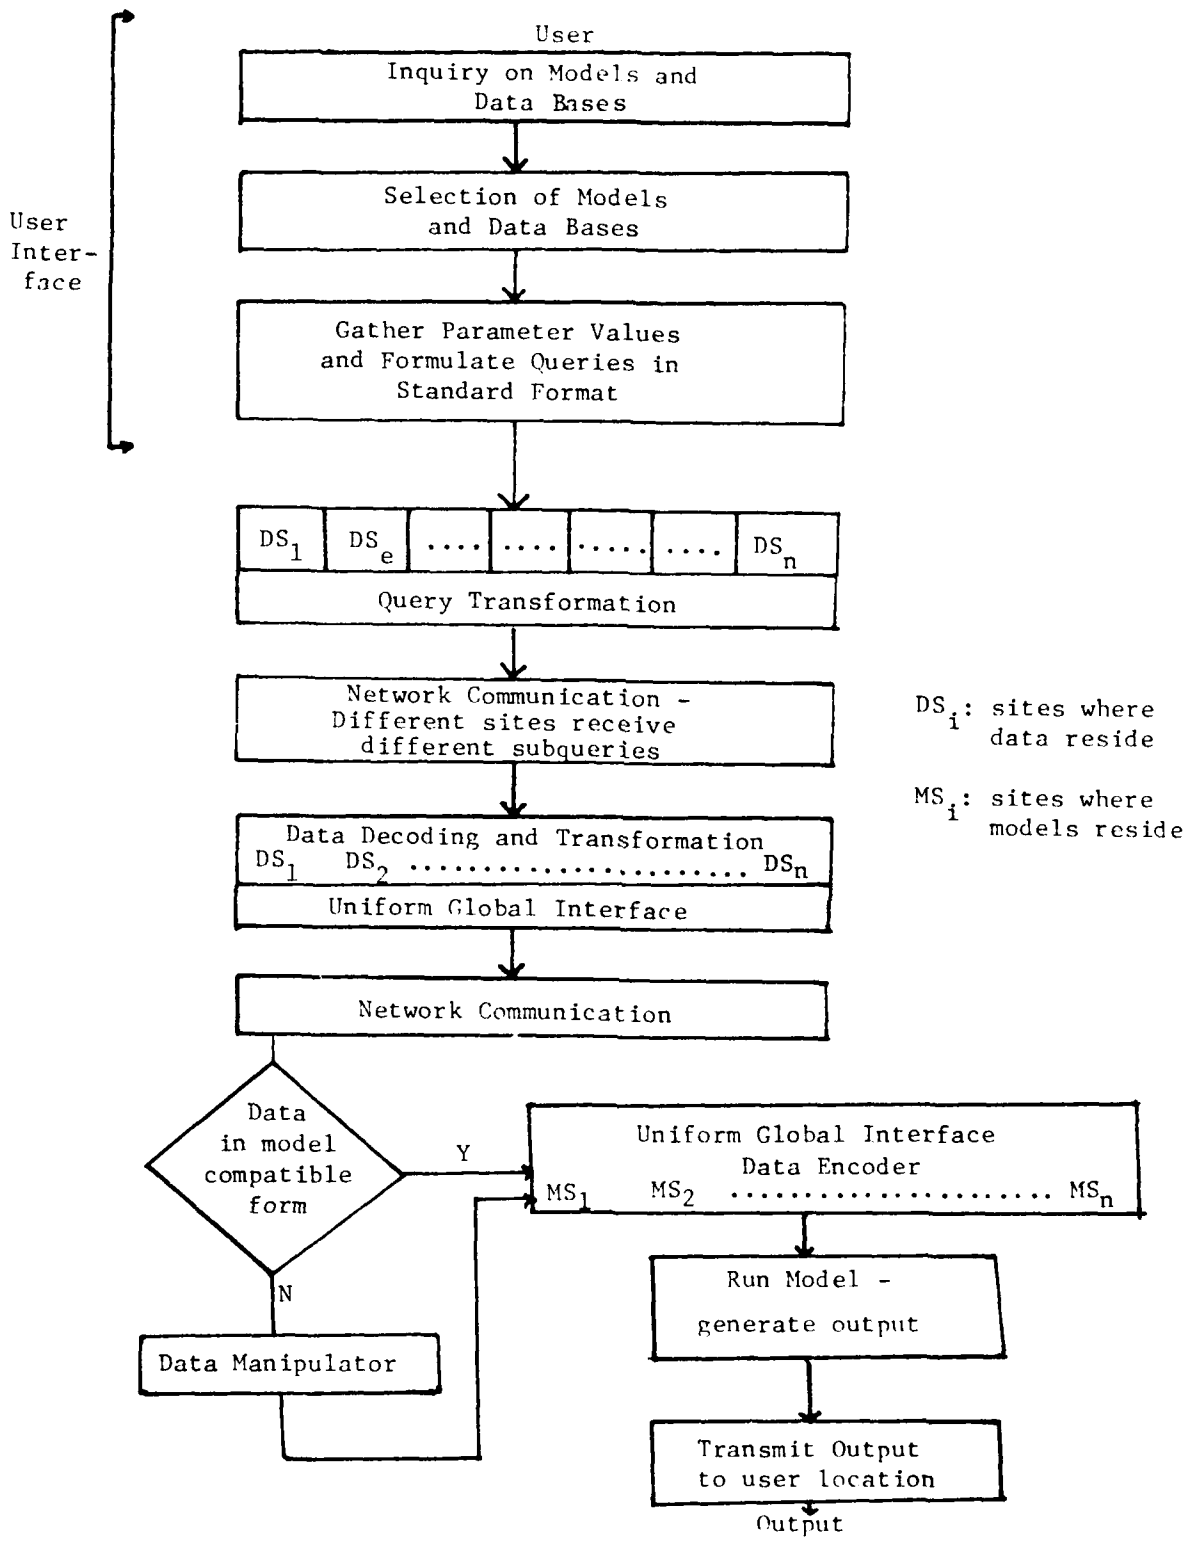 User
Inquiry on Models and
Data Bases
Selection of Models
and Data Bases
User
Inter-
face
Gather Parameter Values
and Formulate Queries in
Standard Format
DS1 DSe .... .... ..... .... DSn
Query Transformation
Network Communication -
Different sites receive
different subqueries
DSi: sites where
data reside
MSi: sites where
models reside
Data Decoding and Transformation
DS1 DS2 ....................... DSn
Uniform Global Interface
Network Communication
Data
in model
compatible
form
Y
N
Data Manipulator
Uniform Global Interface
Data Encoder
MS1 MS2 ...................... MSn
Run Model -
generate output
Transmit Output
to user location
Output